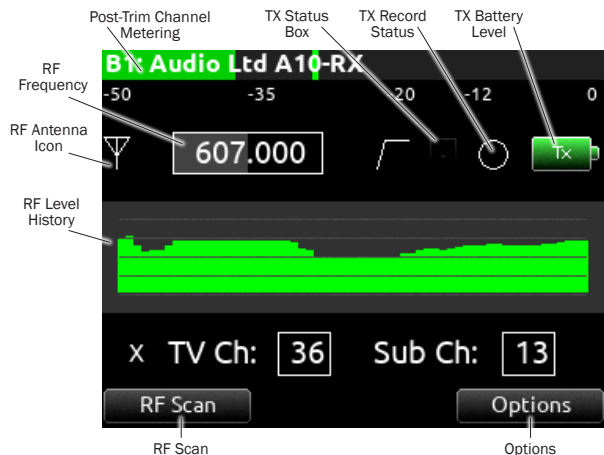 Post-Trim Channel
Metering
TX Status
Box
TX Record
Status
TX Battery
Level
B1: Audio Ltd A10-RX
-50 -35 -20 -12 0
RF
Frequency
RF Antenna
Icon
607.000
-
Tx
RF Level
History
x TV Ch: 36 Sub Ch: 13
RF Scan Options
RF Scan Options